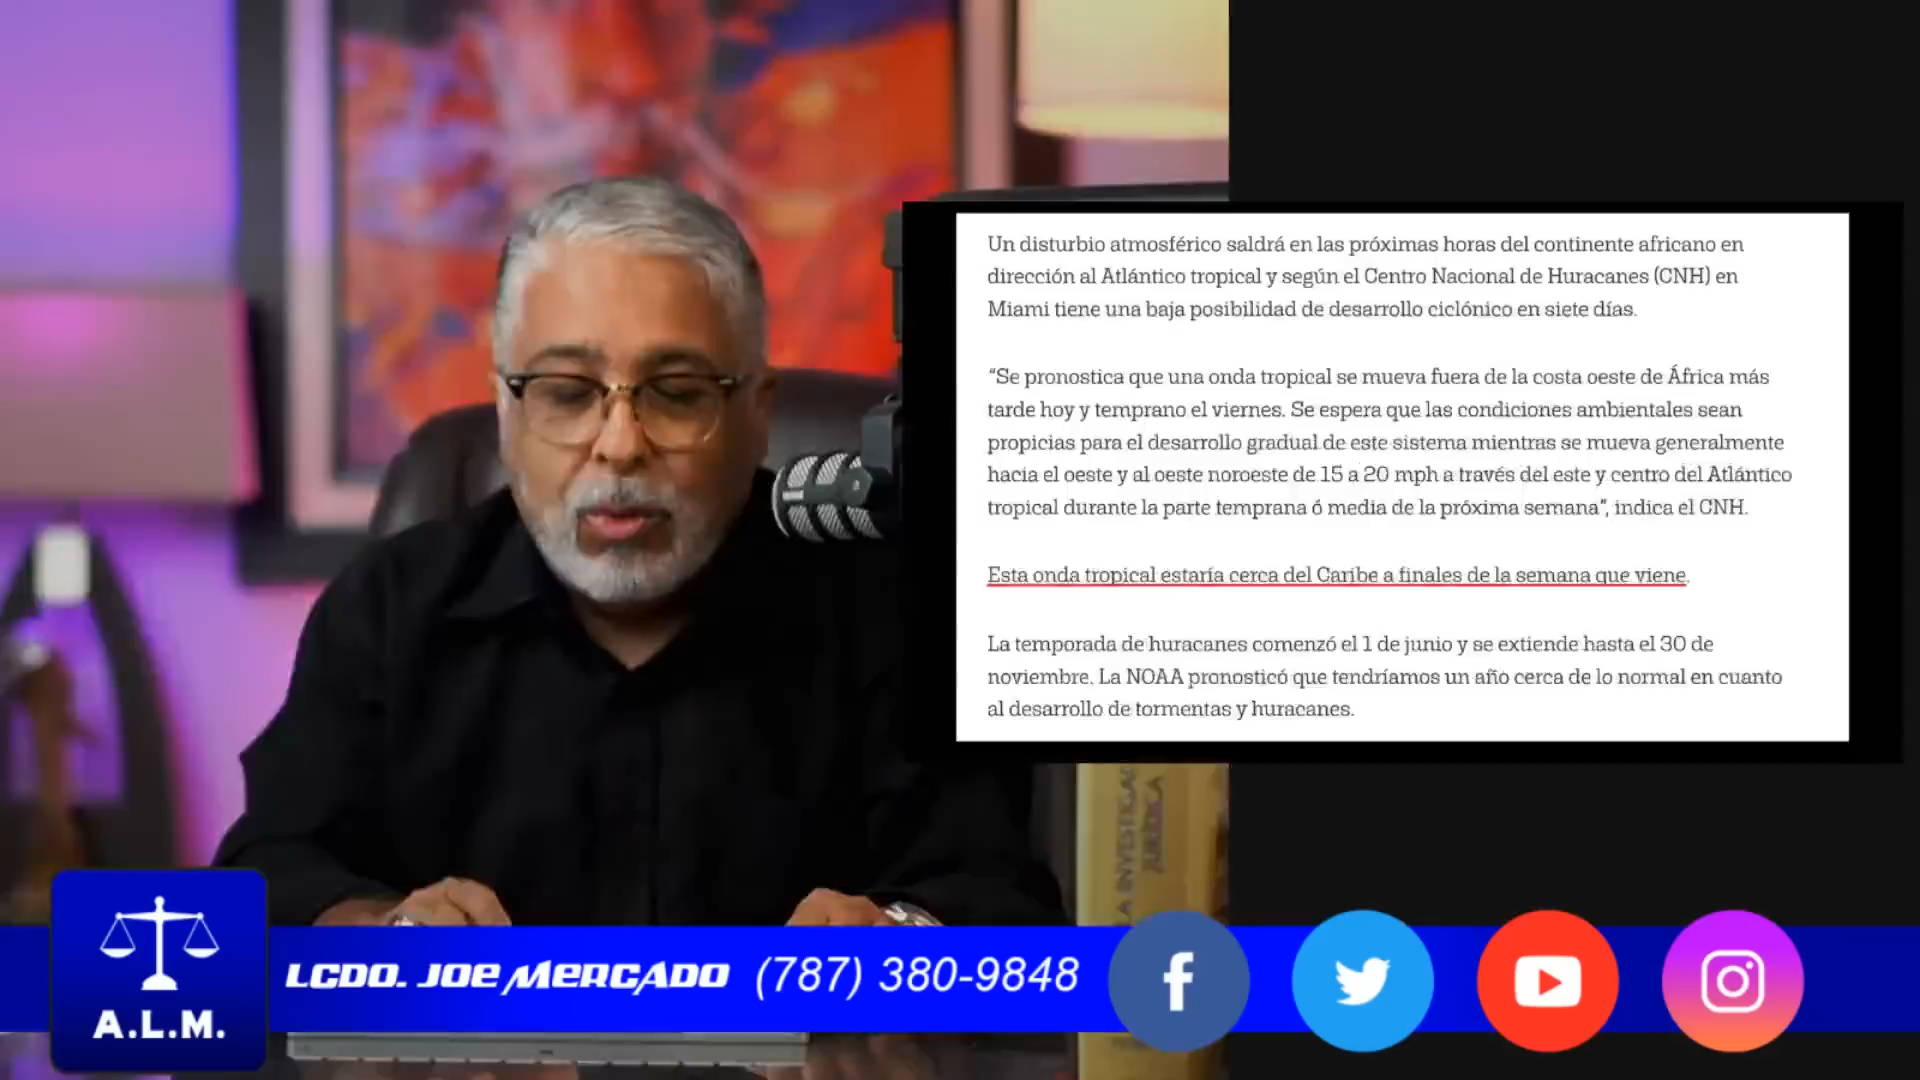 Un disturbio atmosférico saldrá en las próximas horas del continente africano en
dirección al Atlántico tropical y según el Centro Nacional de Huracanes (CNH) en
Miami tiene una baja posibilidad de desarrollo ciclónico en siete días.
“Se pronostica que una onda tropical se mueva fuera de la costa oeste de África más
tarde hoy y temprano el viernes. Se espera que las condiciones ambientales sean
propicias para el desarrollo gradual de este sistema mientras se mueva generalmente
hacia el oeste y al oeste noroeste de 15 a 20 mph a través del este y centro del Atlántico
tropical durante la parte temprana ó media de la próxima semana”, indica el CNH.
Esta onda tropical estaría cerca del Caribe a finales de la semana que viene.
La temporada de huracanes comenzó el 1 de junio y se extiende hasta el 30 de
noviembre. La NOAA pronosticó que tendríamos un año cerca de lo normal en cuanto
al desarrollo de tormentas y huracanes.
LA INVESTIGA
JURÍDICA
A.L.M.
LCDO. JOE MERCADO (787) 380-9848